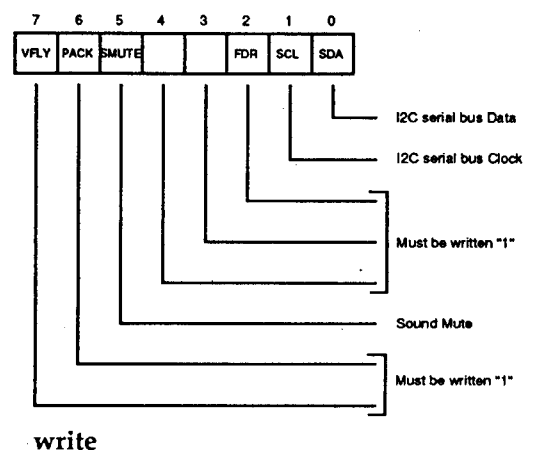 7 6 5 4 3 2 1 0
VFLY PACK SMUTE FDR SCL SDA
I2C serial bus Data
I2C serial bus Clock
Must be written "1"
Sound Mute
Must be written "1"
write